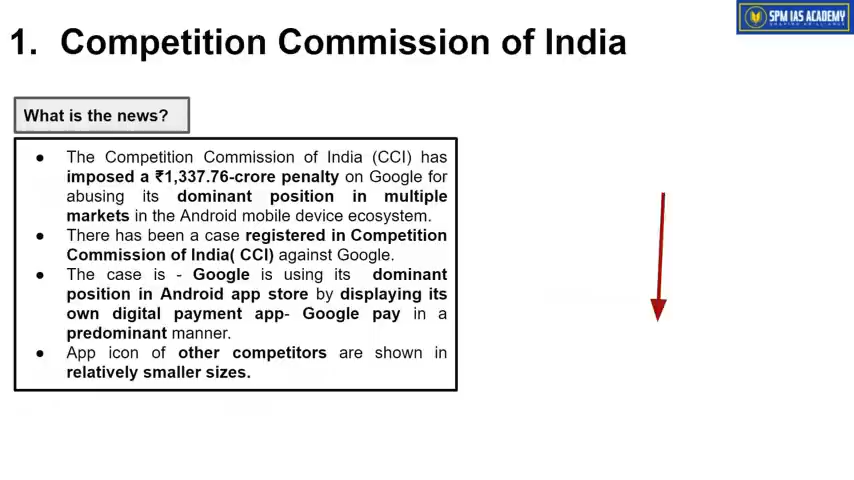 SPM IAS ACADEMY
1. Competition Commission of India
What is the news?
● The Competition Commission of India (CCI) has
imposed a ₹1,337.76-crore penalty on Google for
abusing its dominant position in multiple
markets in the Android mobile device ecosystem.
● There has been a case registered in Competition
Commission of India( CCI) against Google.
● The case is - Google is using its dominant
position in Android app store by displaying its
own digital payment app- Google pay in a
predominant manner.
● App icon of other competitors are shown in
relatively smaller sizes.